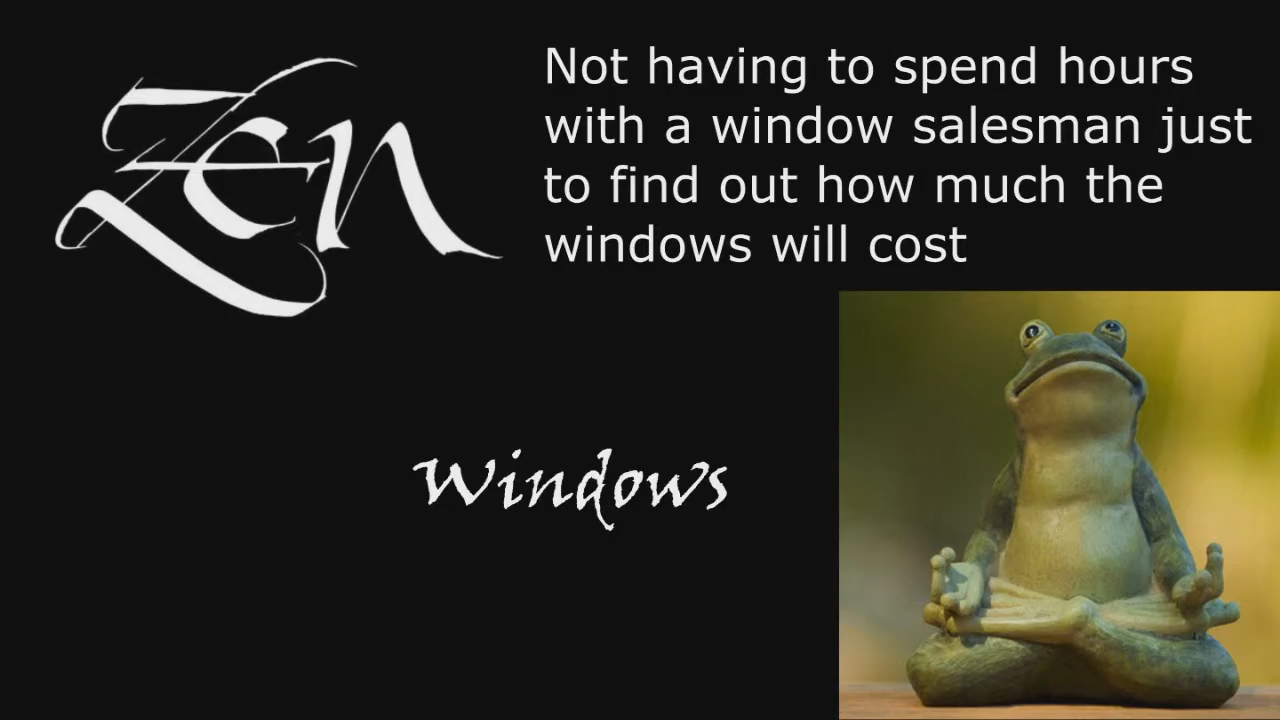 Zen
Not having to spend hours
with a window salesman just
to find out how much the
windows will cost
Windows